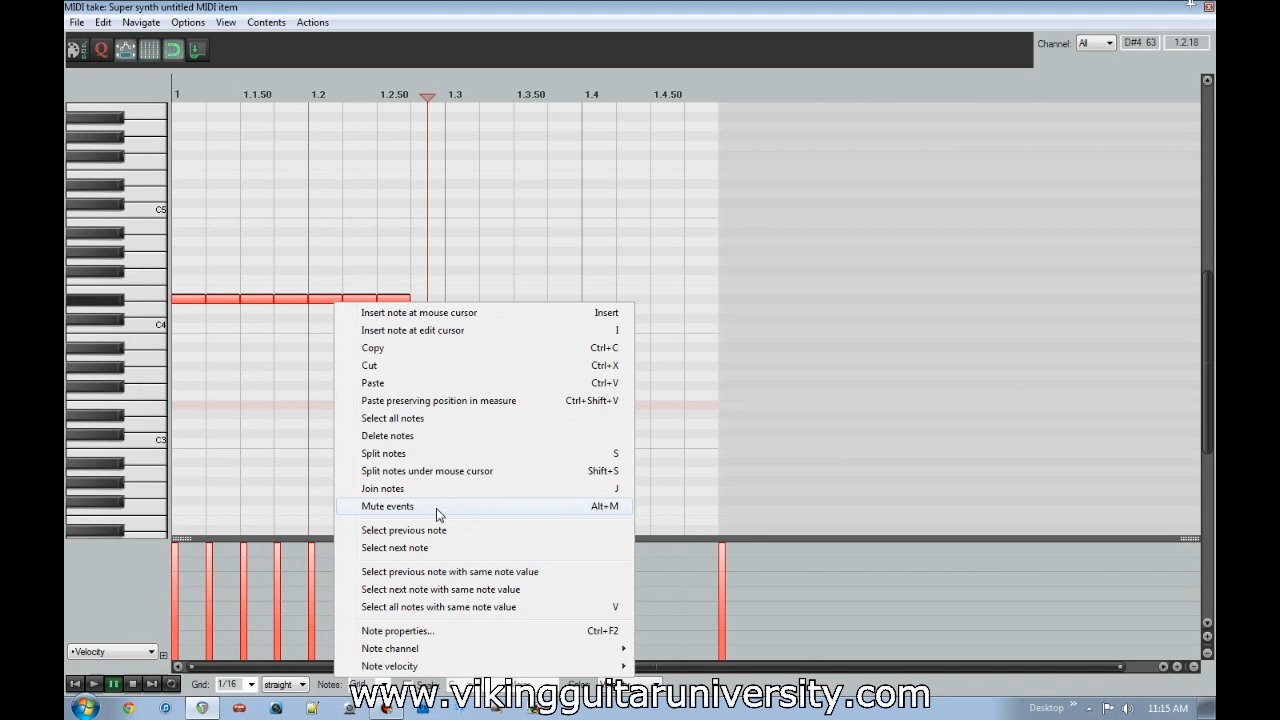 MIDI take: Super synth untitled MIDI item
File Edit Navigate Options View Contents Actions
Channel: All D#4 63 1.2.18
1 1.1.50 1.2 1.2.50 1.3 1.3.50 1.4 1.4.50
C5
C4
C3
Insert note at mouse cursor Insert
Insert note at edit cursor I
Copy Ctrl+C
Cut Ctrl+X
Paste Ctrl+V
Paste preserving position in measure Ctrl+Shift+V
Select all notes
Delete notes
Split notes S
Split notes under mouse cursor Shift+S
Join notes J
Mute events Alt+M
Select previous note
Select next note
Select previous note with same note value
Select next note with same note value
Select all notes with same note value V
Note properties... Ctrl+F2
Note channel
Note velocity
•Velocity
Grid: 1/16 straight Notes:
www.vikingguitaruniversity.com
Desktop » 11:15 AM